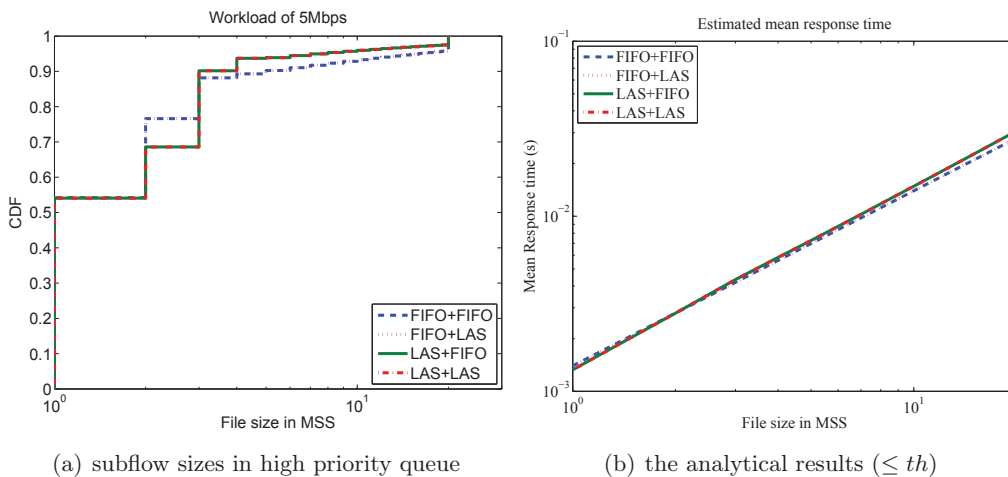 Workload of 5Mbps
1
0.9
0.8
0.7
0.6
0.5
0.4
0.3
0.2
0.1
0
CDF
10^0
10^1
File size in MSS
FIFO+FIFO
FIFO+LAS
LAS+FIFO
LAS+LAS
(a) subflow sizes in high priority queue
Estimated mean response time
10^-1
10^-2
10^-3
Mean Response time (s)
10^0
10^1
File size in MSS
FIFO+FIFO
FIFO+LAS
LAS+FIFO
LAS+LAS
(b) the analytical results (≤ th)